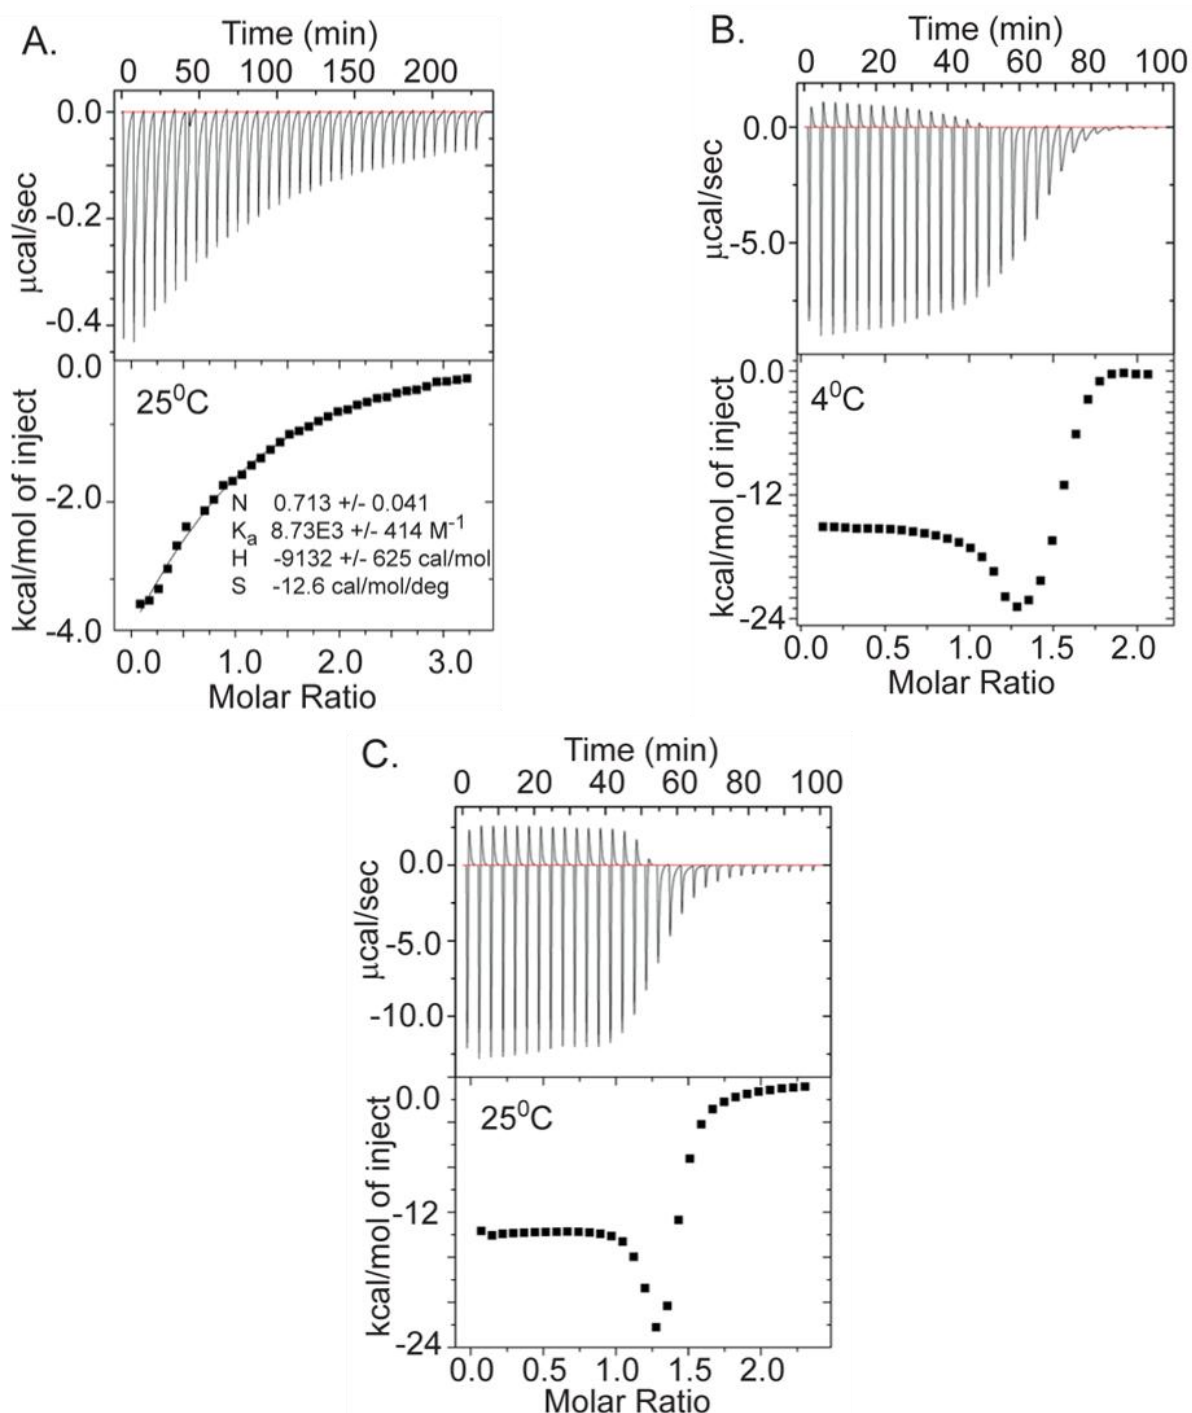 A.
Time (min)
0 50 100 150 200
0.0
-0.2
-0.4
μcal/sec
0.0
-2.0
-4.0
kcal/mol of inject
25⁰C
N 0.713 +/- 0.041
Kₐ 8.73E3 +/- 414 M⁻¹
H -9132 +/- 625 cal/mol
S -12.6 cal/mol/deg
0.0 1.0 2.0 3.0
Molar Ratio
B.
Time (min)
0 20 40 60 80 100
0.0
-5.0
μcal/sec
0.0
-12
-24
kcal/mol of inject
4⁰C
0.0 0.5 1.0 1.5 2.0
Molar Ratio
C.
Time (min)
0 20 40 60 80 100
0.0
-5.0
-10.0
μcal/sec
0.0
-12
-24
kcal/mol of inject
25⁰C
0.0 0.5 1.0 1.5 2.0
Molar Ratio